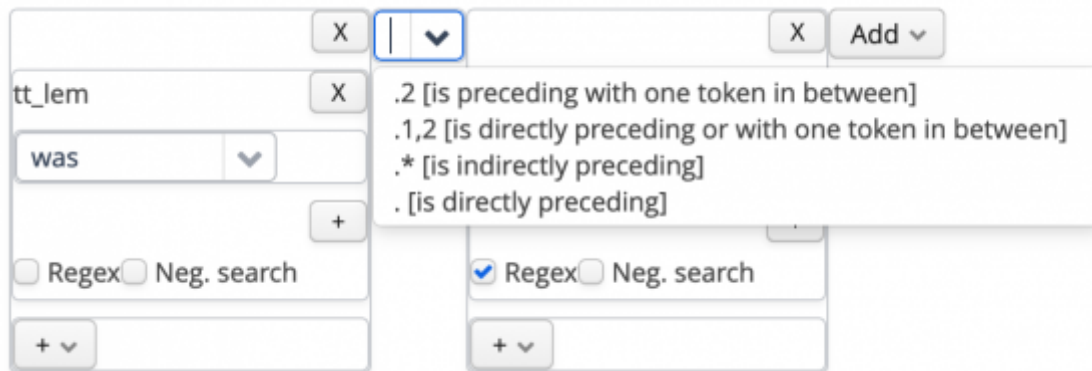 X X Add
tt_lem X
.2 [is preceding with one token in between]
.1,2 [is directly preceding or with one token in between]
was
.* [is indirectly preceding]
. [is directly preceding]
+
Regex Neg. search Regex Neg. search
+ +